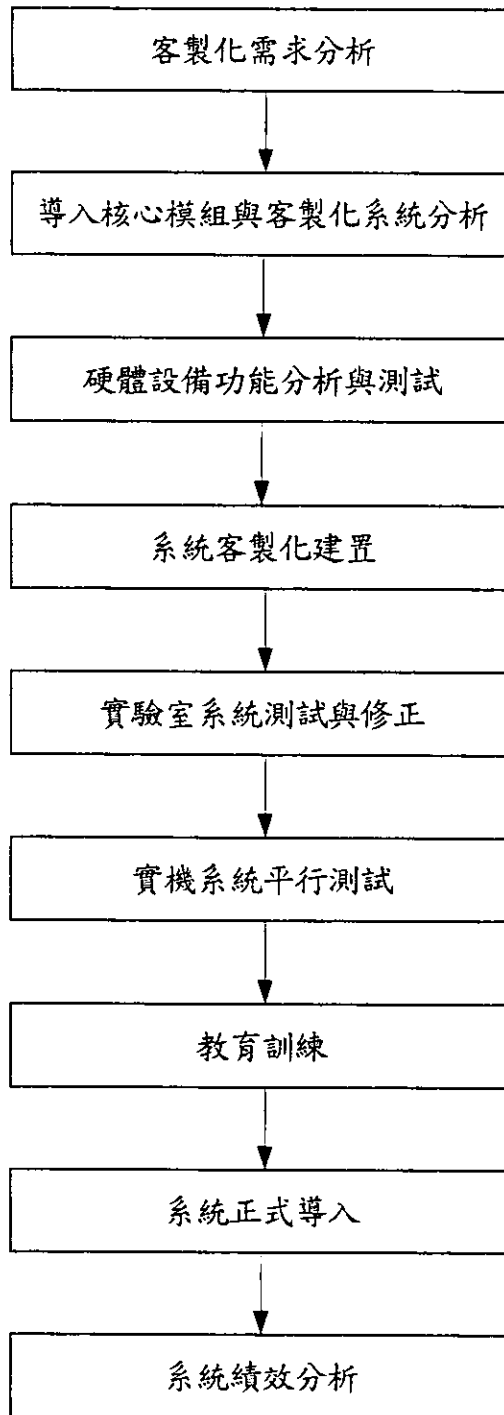 客製化需求分析
導入核心模組與客製化系統分析
硬體設備功能分析與測試
系統客製化建置
實驗室系統測試與修正
實機系統平行測試
教育訓練
系統正式導入
系統績效分析